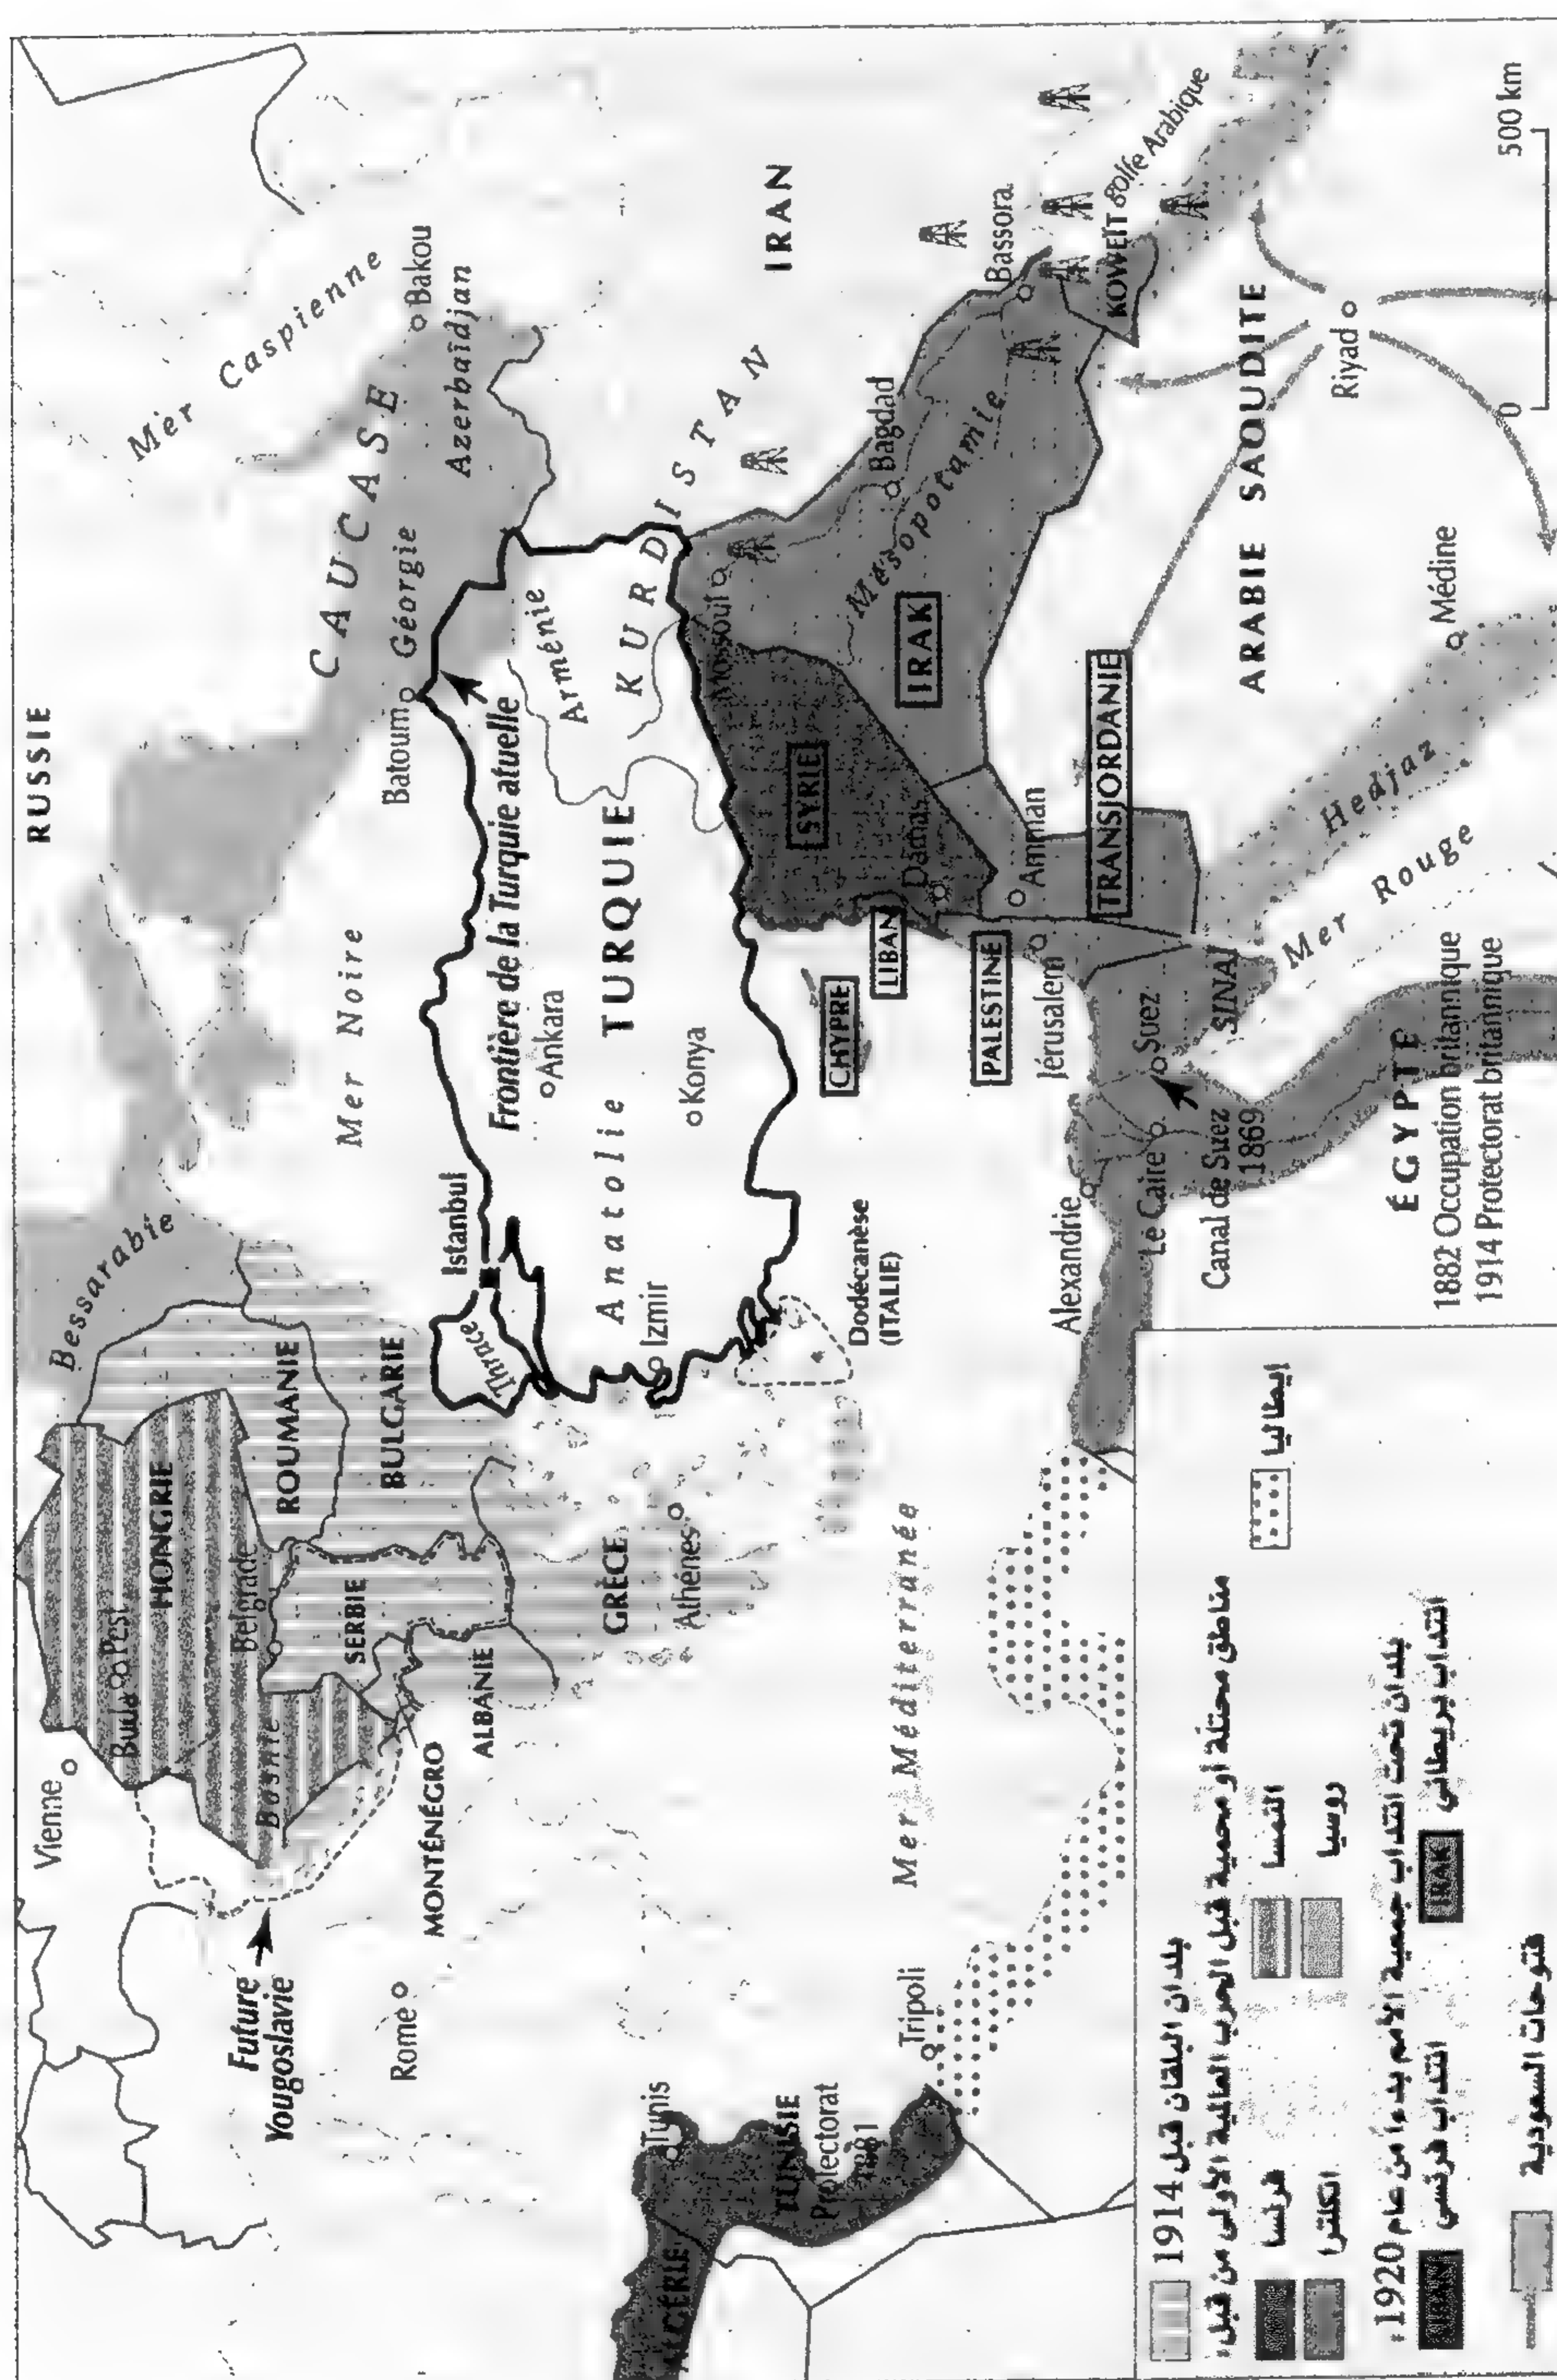 RUSSIE
Vienne
Buda
Pest
HONGRIE
Bessarabie
Future
Yougoslavie
Bosnie
Belgrade
ROUMANIE
SERBIE
BULGARIE
MONTÉNÉGRO
ALBANIE
Rome
GRÈCE
Athénes
Thrace
Istanbul
Mer Noire
CAUCASE
Mer Caspienne
Batoum
Géorgie
Bakou
Azerbaïdjan
Frontière de la Turquie atuelle
Arménie
Ankara
Anatolie
TURQUIE
KURDISTAN
Izmir
Konya
IRAN
Dodécanèse
(ITALIE)
CHYPRE
SYRIE
Mossoul
LIBAN
Damas
IRAK
Mésopotamie
Bagdad
Bassora
KOWEÏT
Golfe Arabique
PALESTINE
Jérusalem
Amman
TRANSJORDANIE
ARABIE SAOUDITE
Riyad
Médine
Hedjaz
Mer Rouge
Mer Méditerranée
Alexandrie
Le Caire
Suez
SINAÏ
Canal de Suez
1869
ÉGYPTE
1882 Occupation britannique
1914 Protectorat britannique
Tunis
TUNISIE
Protectorat
1881
ALGÉRIE
Tripoli
0 500 km
بلدان البلقان قبل 1914
مناطق محتلة او محمية قبل الحرب العالمية الأولى من قبل:
فرنسا
النمسا
إيطاليا
انكلترا
روسيا
بلدان تحت انتداب جمعية الأمم بدءاً من عام 1920:
LIBAN انتداب فرنسي
IRAK انتداب بريطاني
فتوحات السعودية